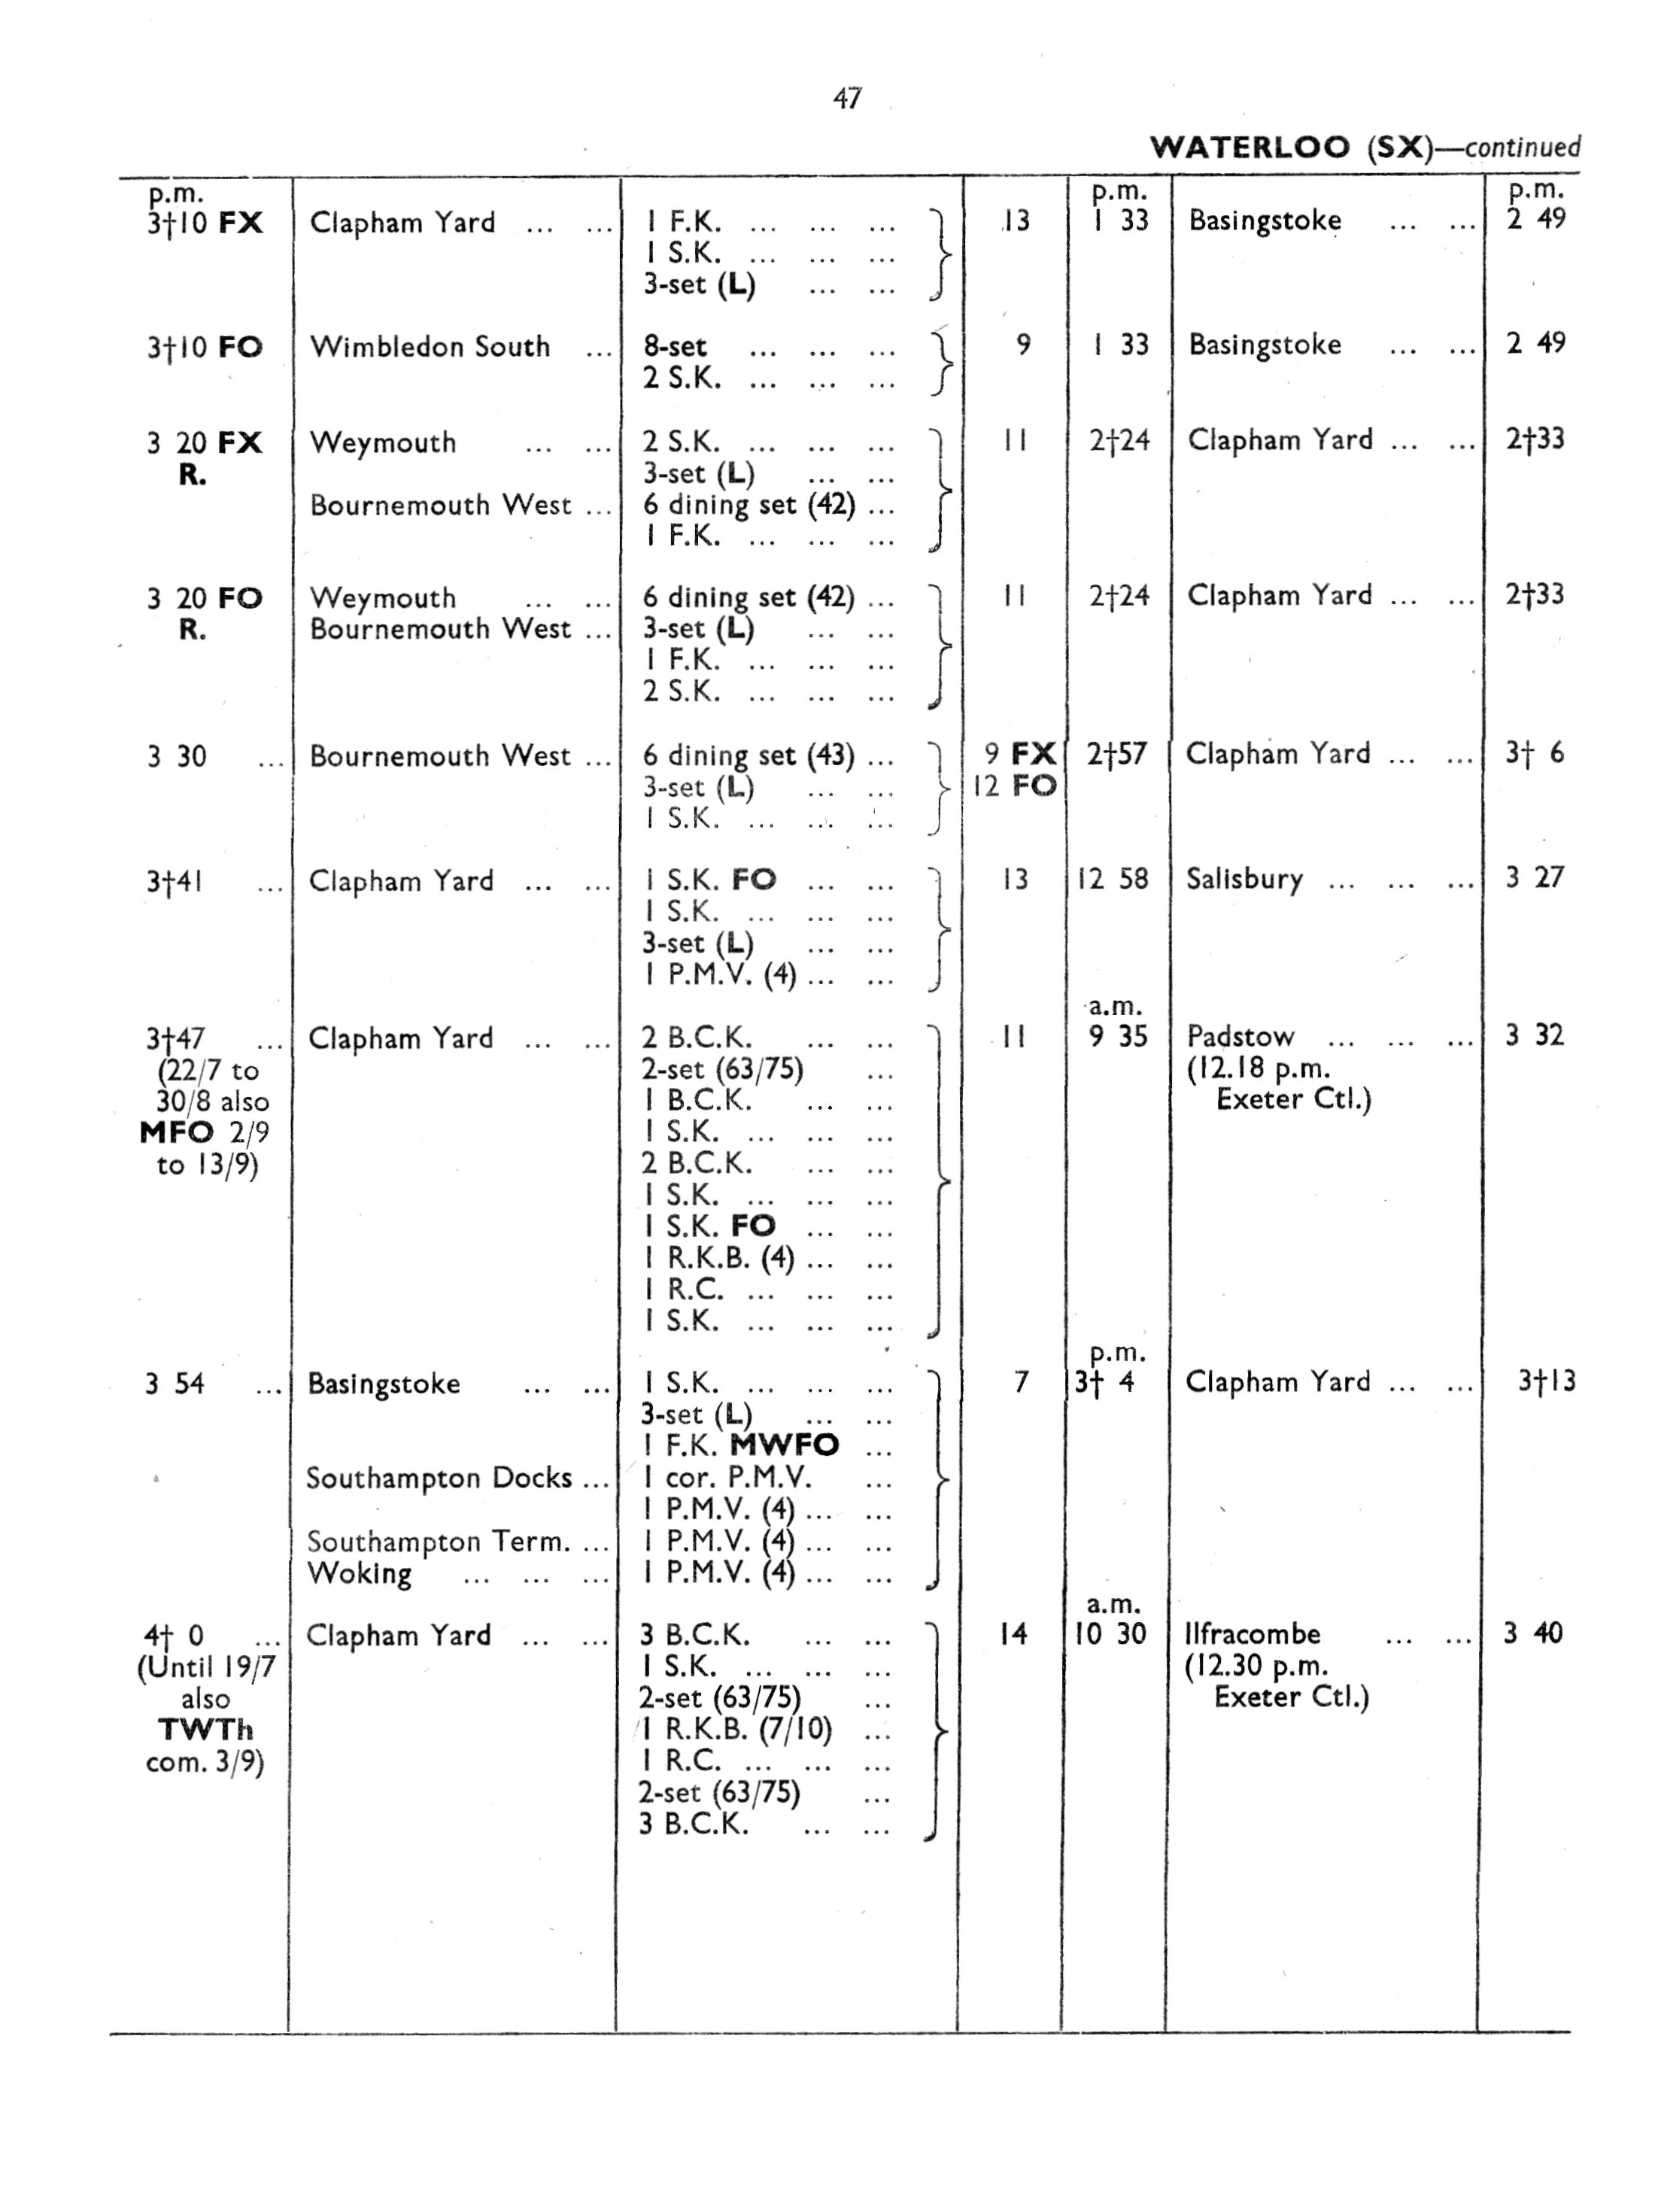 47
WATERLOO (SX)—continued
p.m. p.m. p.m.
3†10 FX Clapham Yard ... ... 1 F.K. ... ... ... 13 1 33 Basingstoke ... ... 2 49
1 S.K. ... ... ...
3-set (L) ... ...
3†10 FO Wimbledon South ... 8-set ... ... ... 9 1 33 Basingstoke ... ... 2 49
2 S.K. ... ... ...
3 20 FX Weymouth ... ... 2 S.K. ... ... ... 11 2†24 Clapham Yard ... ... 2†33
R. 3-set (L) ... ...
Bournemouth West ... 6 dining set (42) ...
1 F.K. ... ... ...
3 20 FO Weymouth ... ... 6 dining set (42) ... 11 2†24 Clapham Yard ... ... 2†33
R. Bournemouth West ... 3-set (L) ... ...
1 F.K. ... ... ...
2 S.K. ... ... ...
3 30 ... Bournemouth West ... 6 dining set (43) ... 9 FX 2†57 Clapham Yard ... ... 3† 6
3-set (L) ... ... 12 FO
1 S.K. ... ... ...
3†41 ... Clapham Yard ... ... 1 S.K. FO ... ... 13 12 58 Salisbury ... ... ... 3 27
1 S.K. ... ... ...
3-set (L) ... ...
1 P.M.V. (4) ... ...
a.m.
3†47 ... Clapham Yard ... ... 2 B.C.K. ... ... 11 9 35 Padstow ... ... ... 3 32
(22/7 to 2-set (63/75) ... (12.18 p.m.
30/8 also 1 B.C.K. ... ... Exeter Ctl.)
MFO 2/9 1 S.K. ... ... ...
to 13/9) 2 B.C.K. ... ...
1 S.K. ... ... ...
1 S.K. FO ... ...
1 R.K.B. (4) ... ...
1 R.C. ... ... ...
1 S.K. ... ... ...
p.m.
3 54 ... Basingstoke ... ... 1 S.K. ... ... ... 7 3† 4 Clapham Yard ... ... 3†13
3-set (L) ... ...
1 F.K. MWFO ...
Southampton Docks ... 1 cor. P.M.V. ...
1 P.M.V. (4) ... ...
Southampton Term. ... 1 P.M.V. (4) ... ...
Woking ... ... ... 1 P.M.V. (4) ... ...
a.m.
4† 0 ... Clapham Yard ... ... 3 B.C.K. ... ... 14 10 30 Ilfracombe ... ... 3 40
(Until 19/7 1 S.K. ... ... ... (12.30 p.m.
also 2-set (63/75) ... Exeter Ctl.)
TWTh 1 R.K.B. (7/10) ...
com. 3/9) 1 R.C. ... ... ...
2-set (63/75) ...
3 B.C.K. ... ...